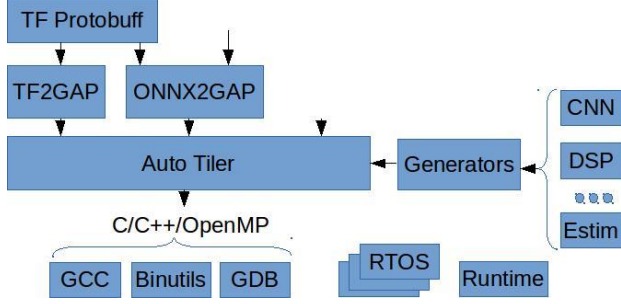 TF Protobuff
TF2GAP
ONNX2GAP
CNN
Auto Tiler
Generators
DSP
C/C++/OpenMP
Estim
GCC
Binutils
GDB
RTOS
Runtime